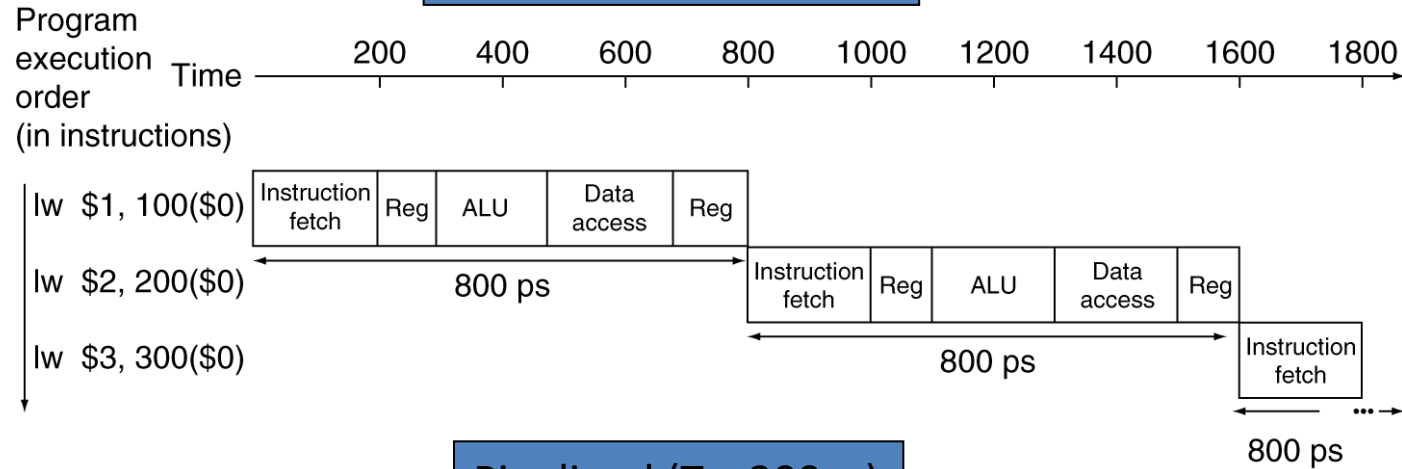 Program
execution
order
(in instructions)
Time
200 400 600 800 1000 1200 1400 1600 1800
lw $1, 100($0)
Instruction
fetch
Reg
ALU
Data
access
Reg
800 ps
lw $2, 200($0)
Instruction
fetch
Reg
ALU
Data
access
Reg
800 ps
lw $3, 300($0)
Instruction
fetch
...
800 ps